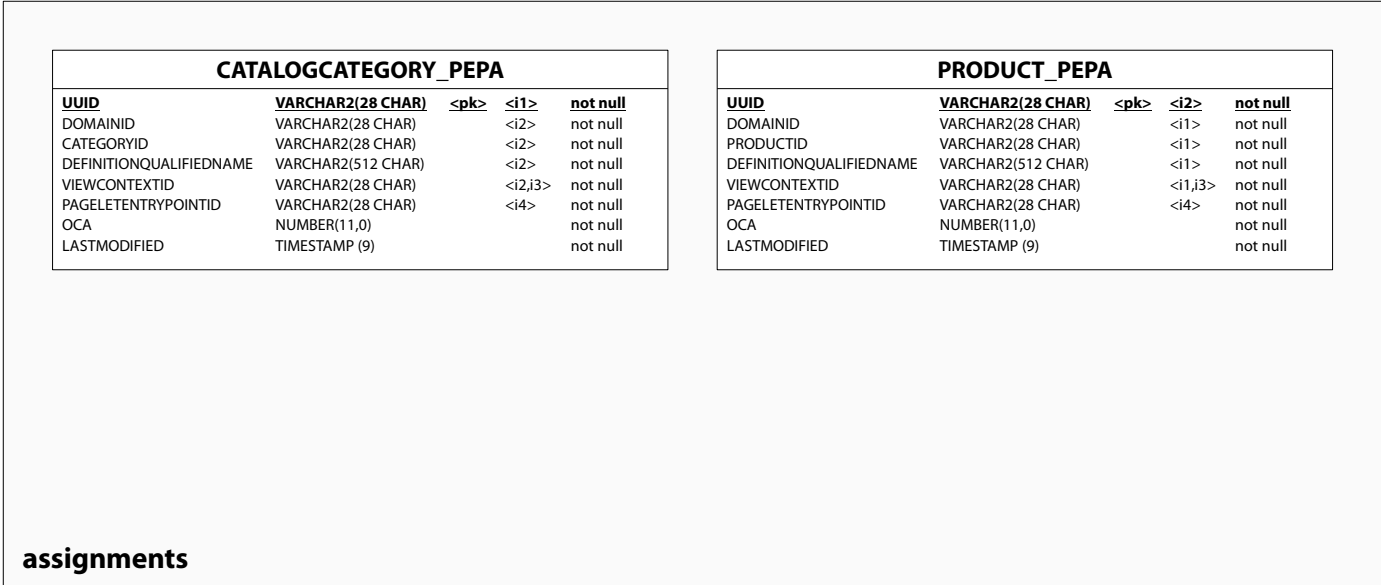 CATALOGCATEGORY_PEPA
UUID VARCHAR2(28 CHAR) <pk> <i1> not null
DOMAINID VARCHAR2(28 CHAR) <i2> not null
CATEGORYID VARCHAR2(28 CHAR) <i2> not null
DEFINITIONQUALIFIEDNAME VARCHAR2(512 CHAR) <i2> not null
VIEWCONTEXTID VARCHAR2(28 CHAR) <i2,i3> not null
PAGELETENTRYPOINTID VARCHAR2(28 CHAR) <i4> not null
OCA NUMBER(11,0) not null
LASTMODIFIED TIMESTAMP (9) not null
PRODUCT_PEPA
UUID VARCHAR2(28 CHAR) <pk> <i2> not null
DOMAINID VARCHAR2(28 CHAR) <i1> not null
PRODUCTID VARCHAR2(28 CHAR) <i1> not null
DEFINITIONQUALIFIEDNAME VARCHAR2(512 CHAR) <i1> not null
VIEWCONTEXTID VARCHAR2(28 CHAR) <i1,i3> not null
PAGELETENTRYPOINTID VARCHAR2(28 CHAR) <i4> not null
OCA NUMBER(11,0) not null
LASTMODIFIED TIMESTAMP (9) not null
assignments